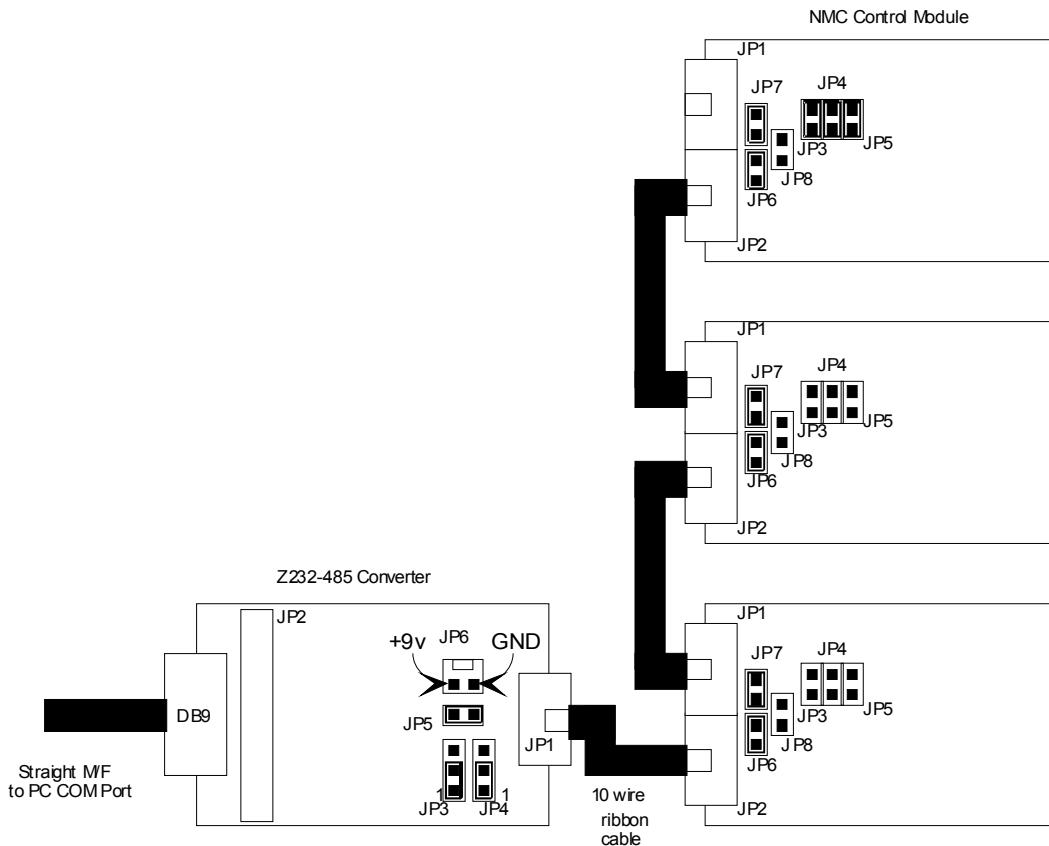 NMC Control Module
JP1
JP7
JP4
JP3
JP5
JP8
JP6
JP2
JP1
JP7
JP4
JP3
JP5
JP8
JP6
JP2
Z232-485 Converter
JP2
+9v
JP6
GND
DB9
JP5
JP1
1
1
JP3
JP4
Straight M/F
to PC COM Port
10 wire
ribbon
cable
JP1
JP7
JP4
JP3
JP5
JP8
JP6
JP2